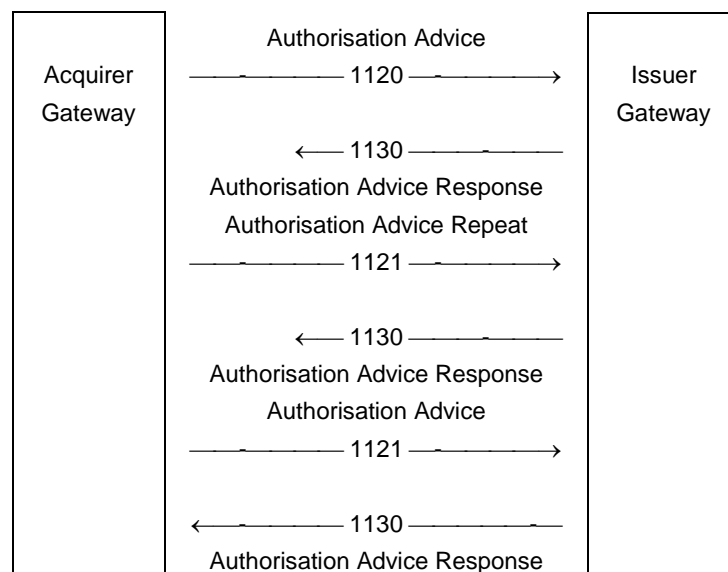 Authorisation Advice
Acquirer
Gateway
1120
Issuer
Gateway
1130
Authorisation Advice Response
Authorisation Advice Repeat
1121
1130
Authorisation Advice Response
Authorisation Advice
1121
1130
Authorisation Advice Response